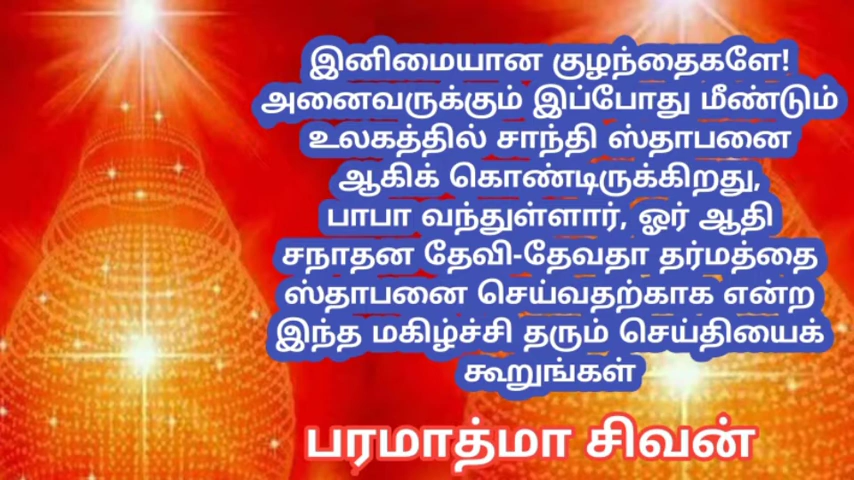 இனிமையான குழந்தைகளே!
அனைவருக்கும் இப்போது மீண்டும்
உலகத்தில் சாந்தி ஸ்தாபனை
ஆகிக் கொண்டிருக்கிறது,
பாபா வந்துள்ளார், ஓர் ஆதி
சநாதன தேவி-தேவதா தர்மத்தை
ஸ்தாபனை செய்வதற்காக என்ற
இந்த மகிழ்ச்சி தரும் செய்தியைக்
கூறுங்கள்
பரமாத்மா சிவன்